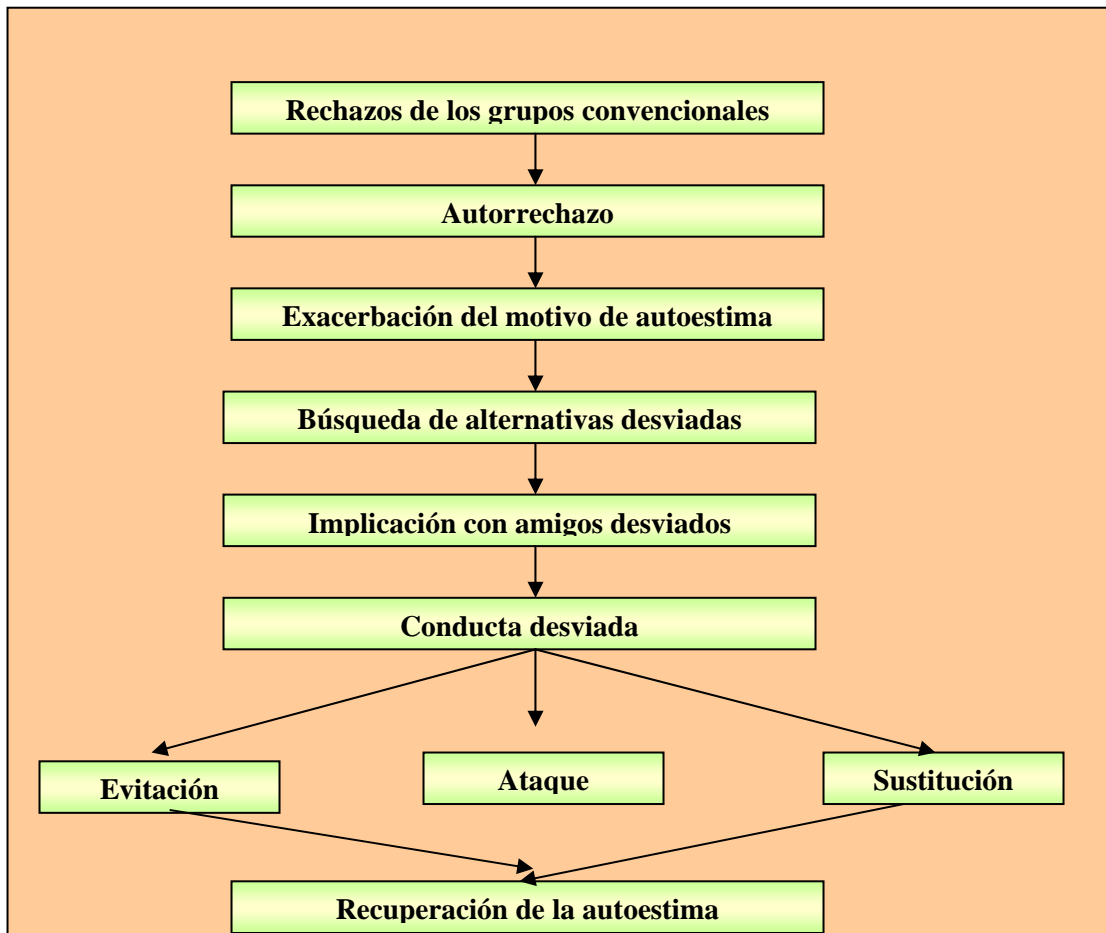 Rechazos de los grupos convencionales
Autorrechazo
Exacerbación del motivo de autoestima
Búsqueda de alternativas desviadas
Implicación con amigos desviados
Conducta desviada
Evitación
Ataque
Sustitución
Recuperación de la autoestima